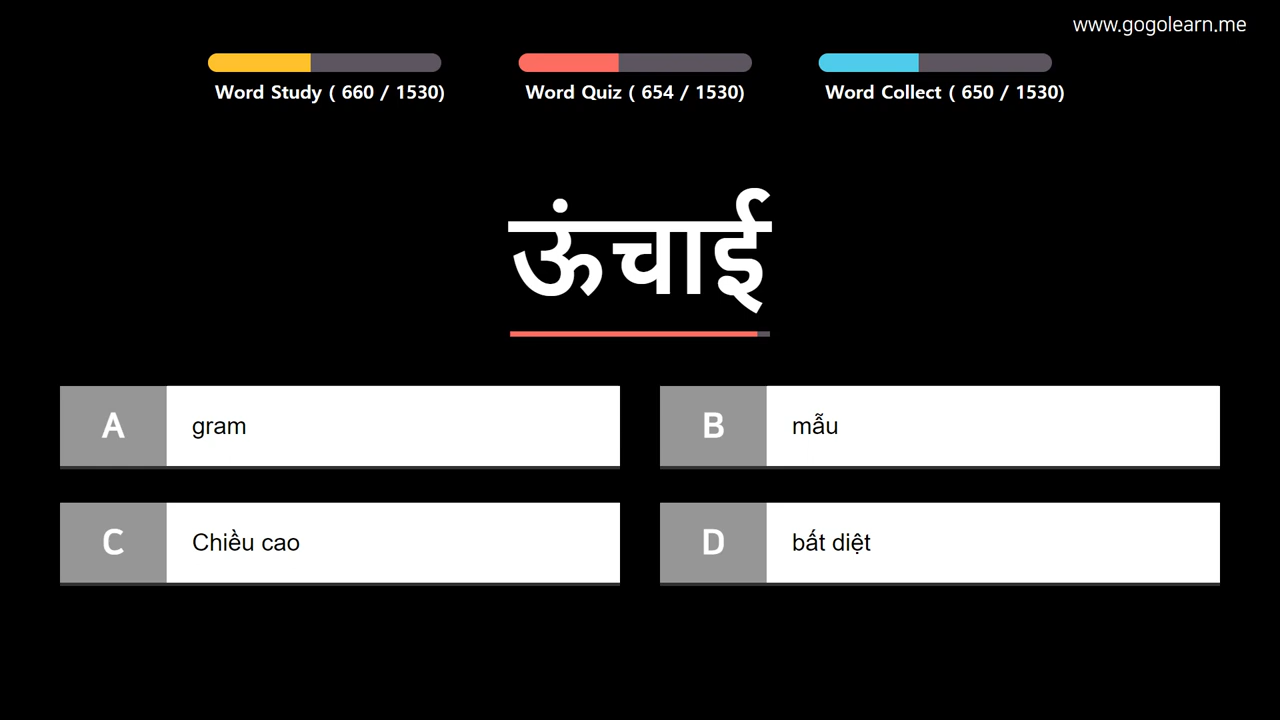 www.gogolearn.me
Word Study ( 660 / 1530)
Word Quiz ( 654 / 1530)
Word Collect ( 650 / 1530)
ऊंचाई
A gram
B mẫu
C Chiều cao
D bất diệt